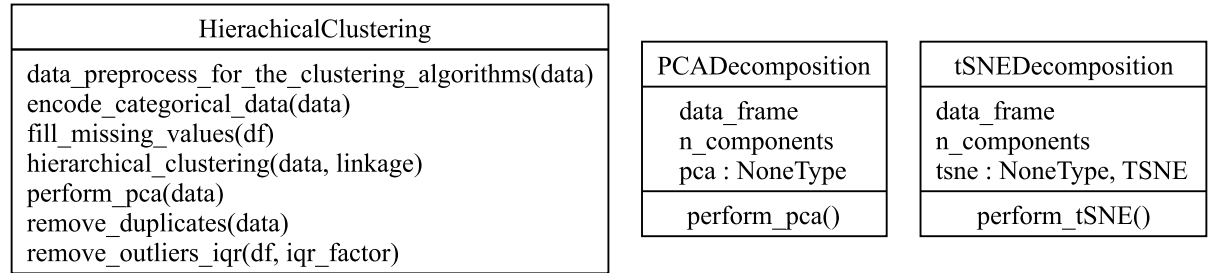 HierachicalClustering
data_preprocess_for_the_clustering_algorithms(data)
encode_categorical_data(data)
fill_missing_values(df)
hierarchical_clustering(data, linkage)
perform_pca(data)
remove_duplicates(data)
remove_outliers_iqr(df, iqr_factor)
PCADecomposition
data_frame
n_components
pca : NoneType
perform_pca()
tSNEDecomposition
data_frame
n_components
tsne : NoneType, TSNE
perform_tSNE()